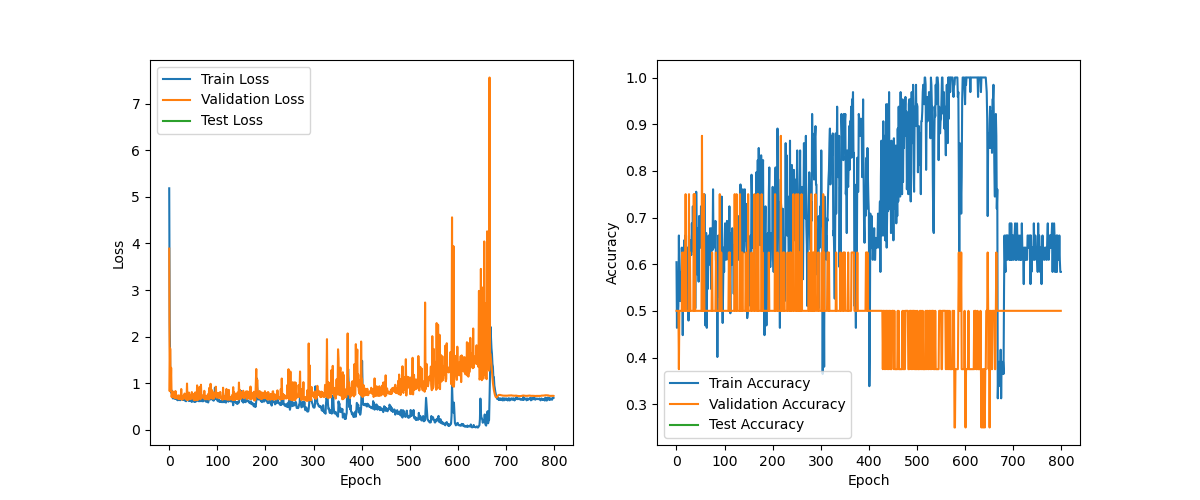 Train Loss
Validation Loss
Test Loss
7
6
5
4
3
2
1
0
Loss
0 100 200 300 400 500 600 700 800
Epoch
1.0
0.9
0.8
0.7
0.6
0.5
0.4
0.3
Accuracy
Train Accuracy
Validation Accuracy
Test Accuracy
0 100 200 300 400 500 600 700 800
Epoch